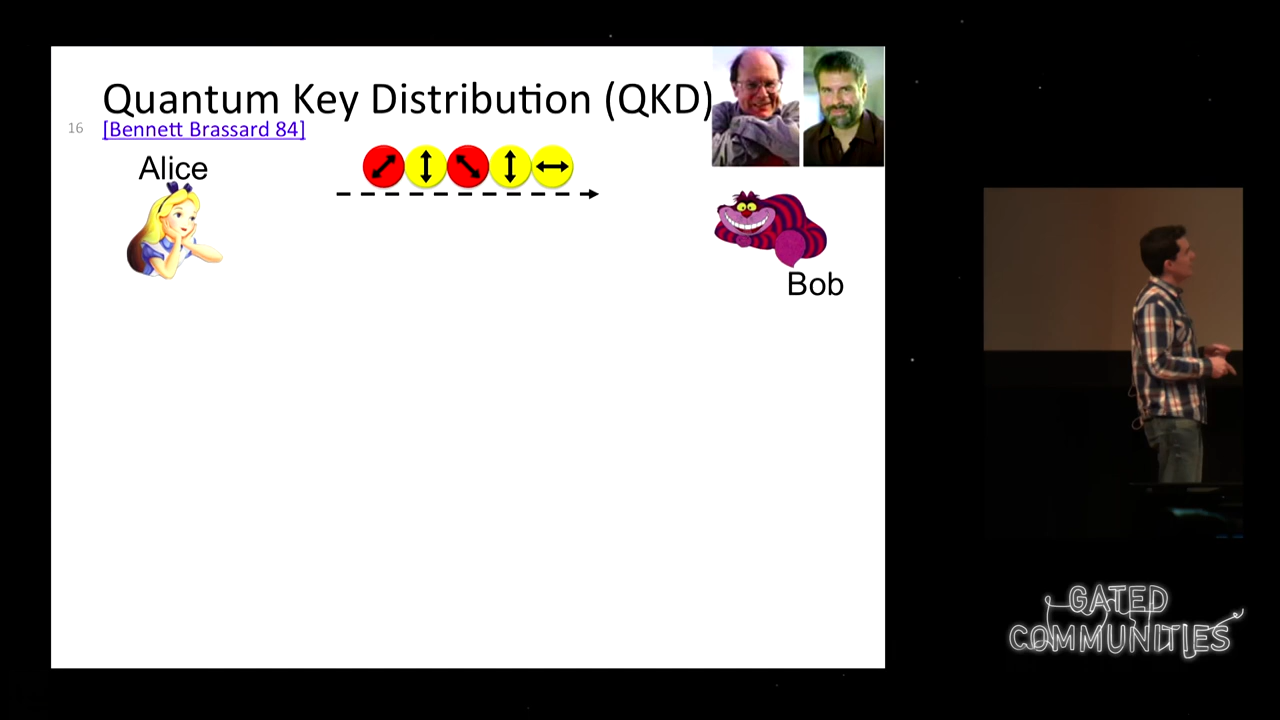 Quantum Key Distribution (QKD)
16
[Bennett Brassard 84]
Alice
Bob
GATED
COMMUNITIES